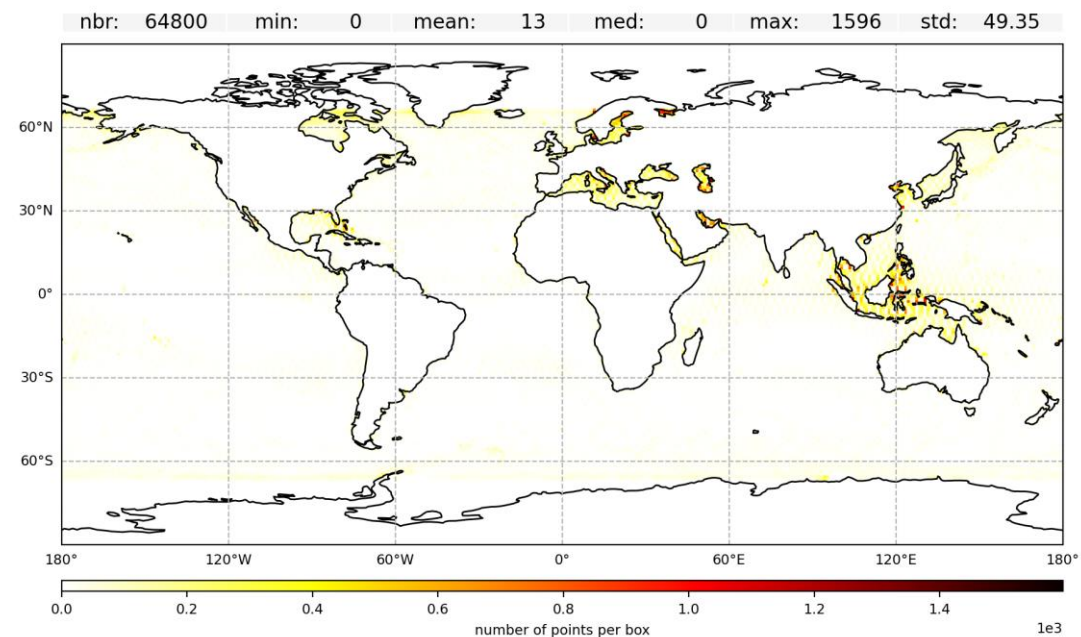 nbr: 64800 min: 0 mean: 13 med: 0 max: 1596 std: 49.35
60°N
30°N
0°
30°S
60°S
180° 120°W 60°W 0° 60°E 120°E 180°
0.0 0.2 0.4 0.6 0.8 1.0 1.2 1.4
1e3
number of points per box